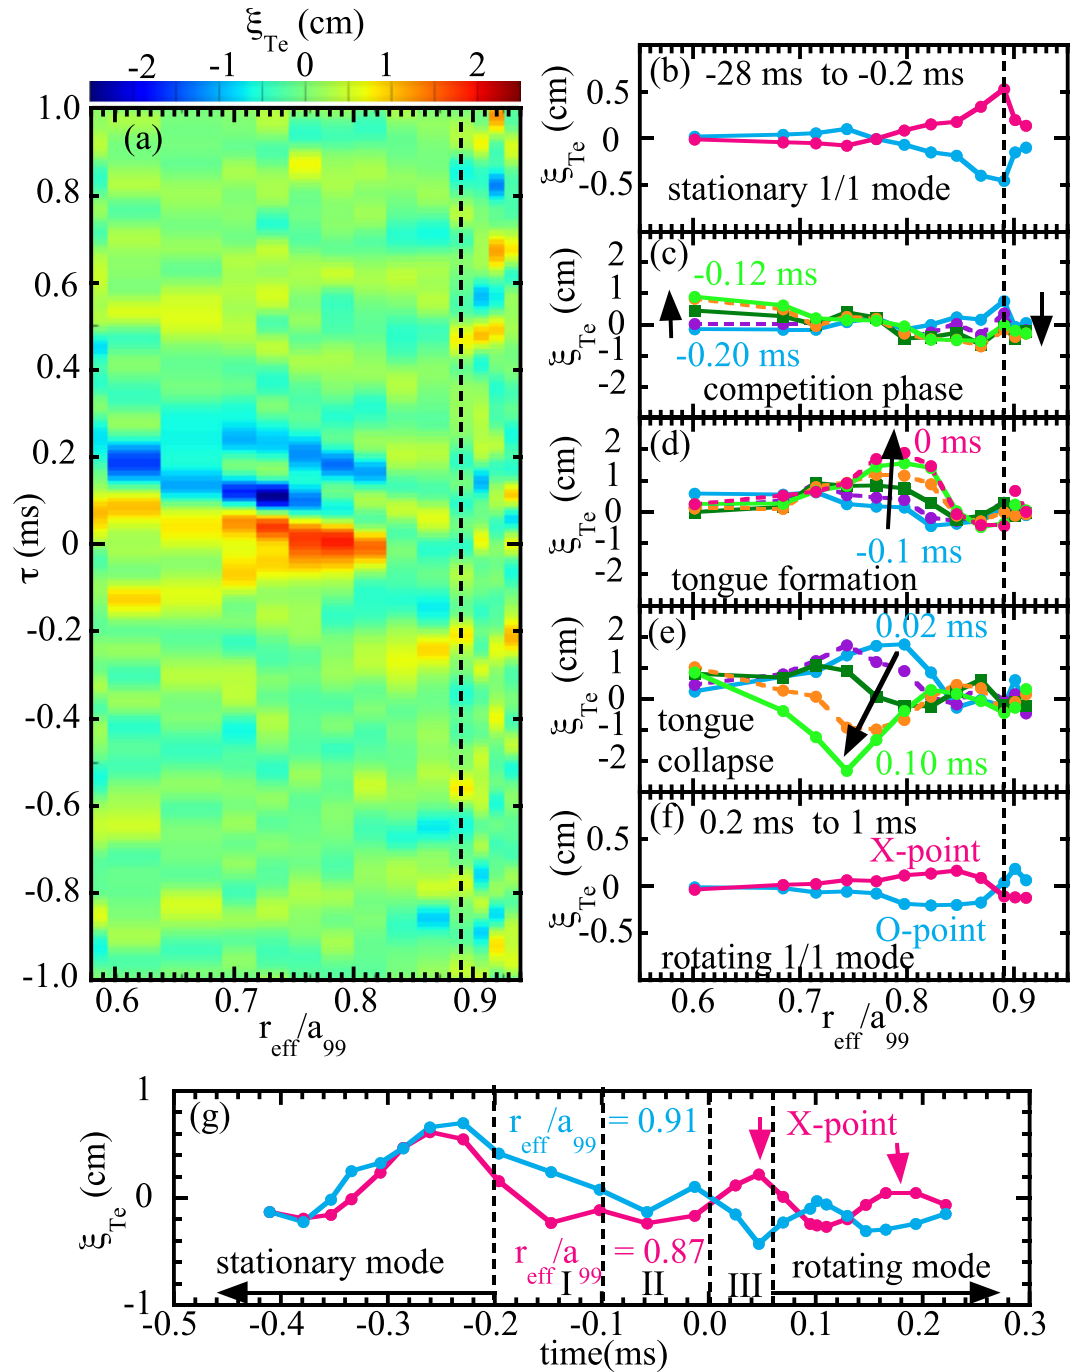 ξTe (cm)
-2 -1 0 1 2
(a)
1.0
0.8
0.6
0.4
0.2
0
-0.2
-0.4
-0.6
-0.8
-1.0
τ (ms)
0.6 0.7 0.8 0.9
reff/a99
(b) -28 ms to -0.2 ms
0.5
0
-0.5
ξTe (cm)
stationary 1/1 mode
(c)
2
1
0
-1
-2
ξTe (cm)
-0.12 ms
-0.20 ms
competition phase
(d)
2
1
0
-1
-2
ξTe (cm)
0 ms
-0.1 ms
tongue formation
(e)
2
1
0
-1
-2
ξTe (cm)
0.02 ms
tongue
collapse
0.10 ms
(f) 0.2 ms to 1 ms
0.5
0
-0.5
ξTe (cm)
X-point
O-point
rotating 1/1 mode
0.6 0.7 0.8 0.9
reff/a99
(g)
1
0
-1
ξTe (cm)
reff/a99 = 0.91
X-point
reff/a99 = 0.87
stationary mode
I II III
rotating mode
-0.5 -0.4 -0.3 -0.2 -0.1 0.0 0.1 0.2 0.3
time(ms)